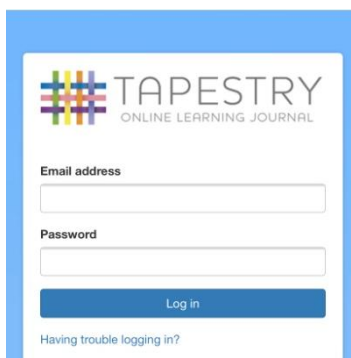 TAPESTRY
ONLINE LEARNING JOURNAL
Email address
Password
Log in
Having trouble logging in?